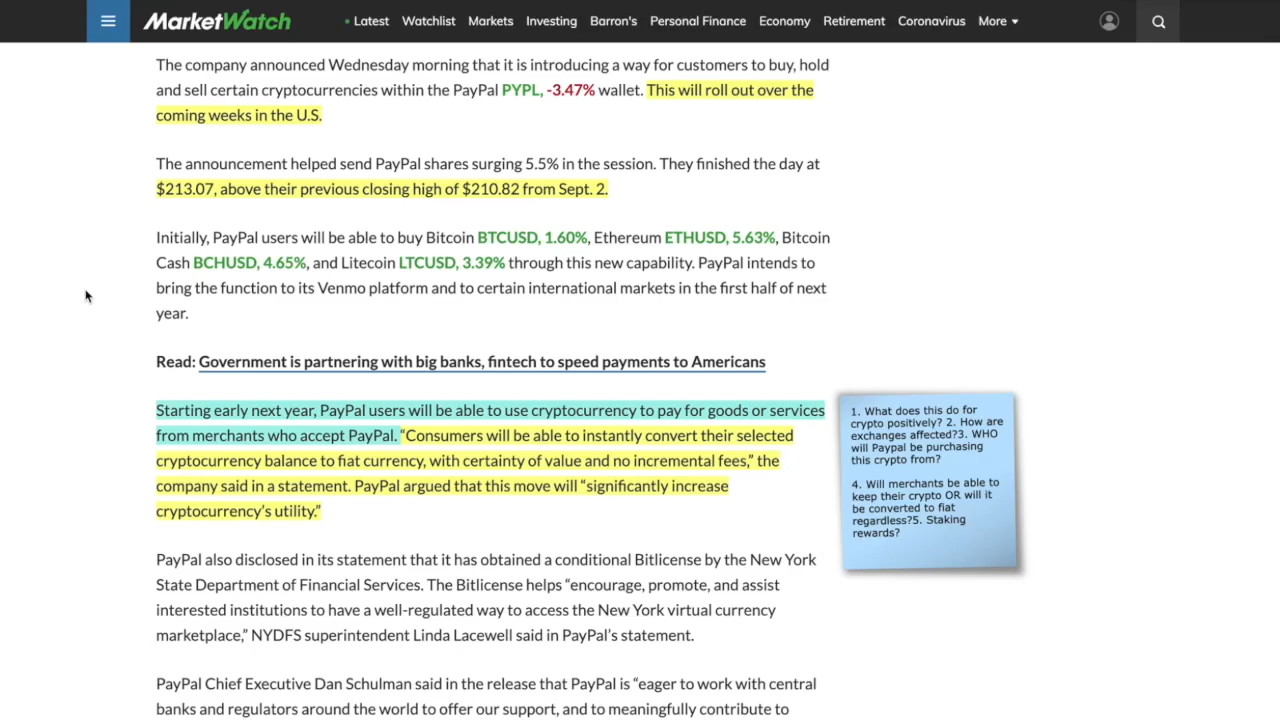 MarketWatch
• Latest Watchlist Markets Investing Barron's Personal Finance Economy Retirement Coronavirus More
The company announced Wednesday morning that it is introducing a way for customers to buy, hold
and sell certain cryptocurrencies within the PayPal PYPL, -3.47% wallet. This will roll out over the
coming weeks in the U.S.
The announcement helped send PayPal shares surging 5.5% in the session. They finished the day at
$213.07, above their previous closing high of $210.82 from Sept. 2.
Initially, PayPal users will be able to buy Bitcoin BTCUSD, 1.60%, Ethereum ETHUSD, 5.63%, Bitcoin
Cash BCHUSD, 4.65%, and Litecoin LTCUSD, 3.39% through this new capability. PayPal intends to
bring the function to its Venmo platform and to certain international markets in the first half of next
year.
Read: Government is partnering with big banks, fintech to speed payments to Americans
Starting early next year, PayPal users will be able to use cryptocurrency to pay for goods or services
from merchants who accept PayPal. “Consumers will be able to instantly convert their selected
cryptocurrency balance to fiat currency, with certainty of value and no incremental fees,” the
company said in a statement. PayPal argued that this move will “significantly increase
cryptocurrency’s utility.”
1. What does this do for
crypto positively? 2. How are
exchanges affected?3. WHO
will Paypal be purchasing
this crypto from?
4. Will merchants be able to
keep their crypto OR will it
be converted to fiat
regardless?5. Staking
rewards?
PayPal also disclosed in its statement that it has obtained a conditional Bitlicense by the New York
State Department of Financial Services. The Bitlicense helps “encourage, promote, and assist
interested institutions to have a well-regulated way to access the New York virtual currency
marketplace,” NYDFS superintendent Linda Lacewell said in PayPal’s statement.
PayPal Chief Executive Dan Schulman said in the release that PayPal is “eager to work with central
banks and regulators around the world to offer our support, and to meaningfully contribute to